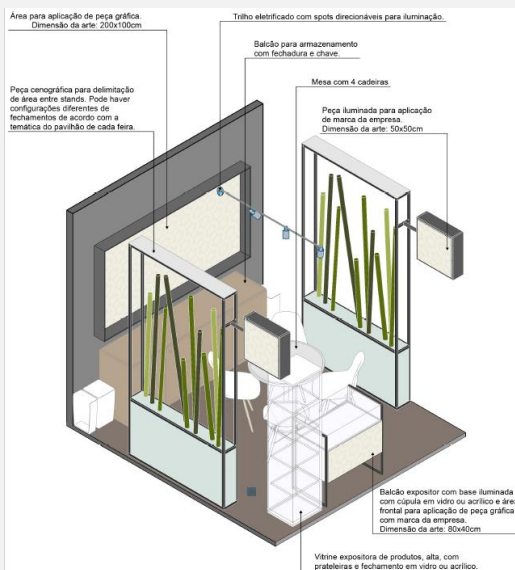 Área para aplicação de peça gráfica.
Dimensão da arte: 200x100cm
Trilho eletrificado com spots direcionáveis para iluminação.
Balcão para armazenamento
com fechadura e chave.
Peça cenográfica para delimitação
de área entre stands. Pode haver
configurações diferentes de
fechamentos de acordo com a
temática do pavilhão de cada feira.
Mesa com 4 cadeiras
Peça iluminada para aplicação
de marca da empresa.
Dimensão da arte: 50x50cm
Balcão expositor com base iluminada
com cúpula em vidro ou acrílico e área
frontal para aplicação de peça gráfica
com marca da empresa.
Dimensão da arte: 80x40cm
Vitrine expositora de produtos, alta, com
prateleiras e fechamento em vidro ou acrílico.